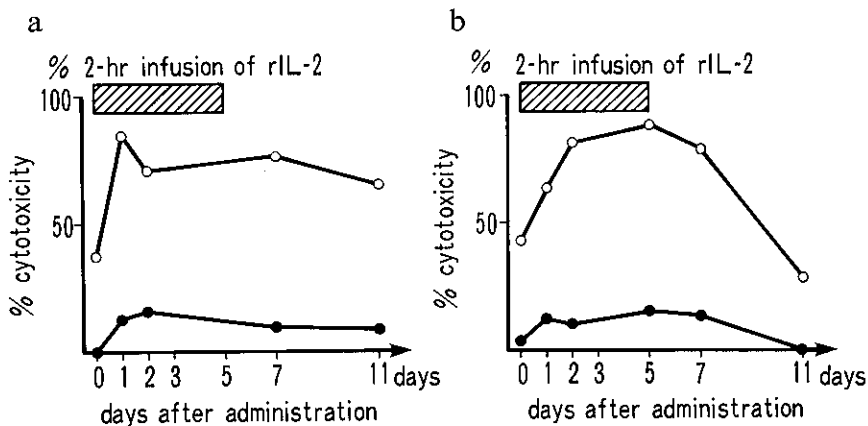 a
% 2-hr infusion of rIL-2
100
50
% cytotoxicity
0 1 2 3 5 7 11 days
days after administration
b
% 2-hr infusion of rIL-2
100
50
% cytotoxicity
0 1 2 3 5 7 11 days
days after administration